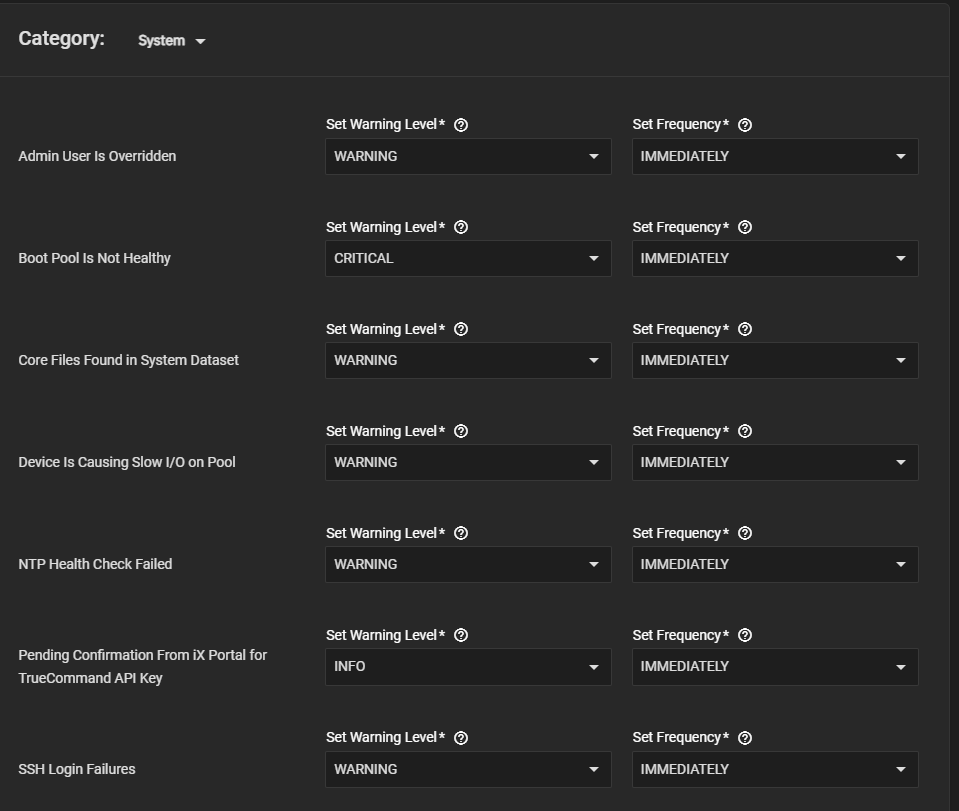 Category: System
Set Warning Level* Set Frequency*
Admin User Is Overridden WARNING IMMEDIATELY
Set Warning Level* Set Frequency*
Boot Pool Is Not Healthy CRITICAL IMMEDIATELY
Set Warning Level* Set Frequency*
Core Files Found in System Dataset WARNING IMMEDIATELY
Set Warning Level* Set Frequency*
Device Is Causing Slow I/O on Pool WARNING IMMEDIATELY
Set Warning Level* Set Frequency*
NTP Health Check Failed WARNING IMMEDIATELY
Set Warning Level* Set Frequency*
Pending Confirmation From iX Portal for
TrueCommand API Key INFO IMMEDIATELY
Set Warning Level* Set Frequency*
SSH Login Failures WARNING IMMEDIATELY